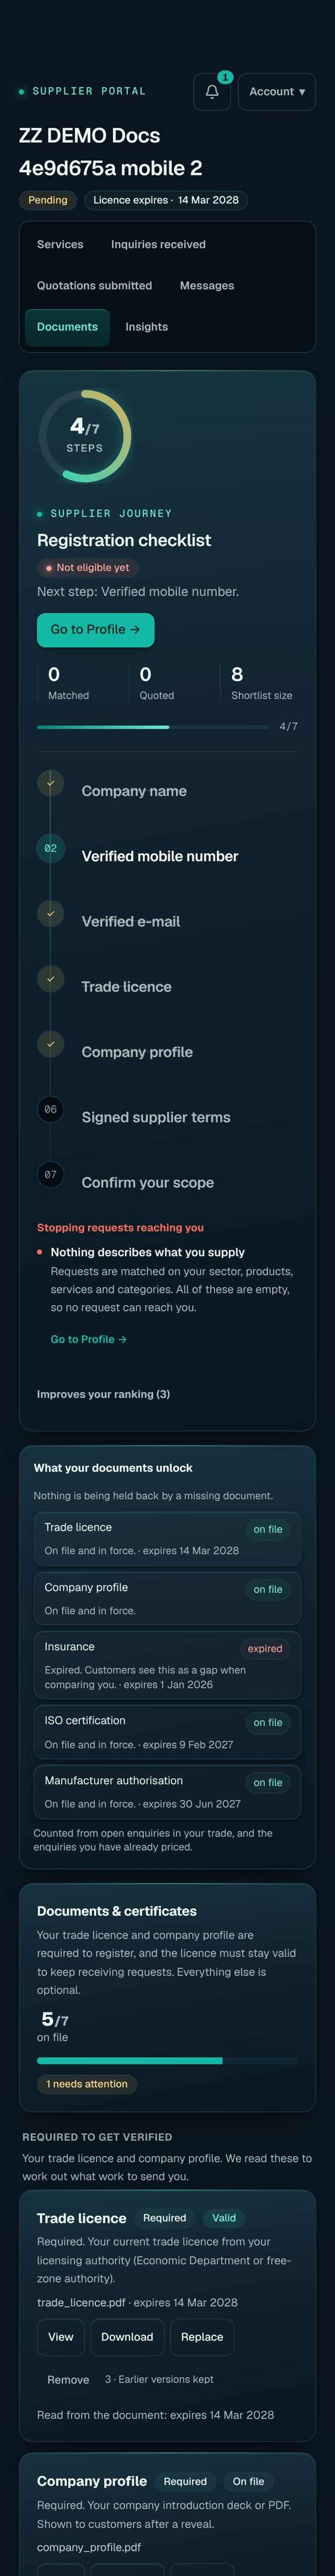 SUPPLIER PORTAL
1
Account ▾
ZZ DEMO Docs
4e9d675a mobile 2
Pending
Licence expires · 14 Mar 2028
Services
Inquiries received
Quotations submitted
Messages
Documents
Insights
4/7
STEPS
SUPPLIER JOURNEY
Registration checklist
Not eligible yet
Next step: Verified mobile number.
Go to Profile →
0 0 8
Matched Quoted Shortlist size
4/7
✓ Company name
02 Verified mobile number
✓ Verified e-mail
✓ Trade licence
✓ Company profile
06 Signed supplier terms
07 Confirm your scope
Stopping requests reaching you
Nothing describes what you supply
Requests are matched on your sector, products,
services and categories. All of these are empty,
so no request can reach you.
Go to Profile →
Improves your ranking (3)
What your documents unlock
Nothing is being held back by a missing document.
Trade licence on file
On file and in force. · expires 14 Mar 2028
Company profile on file
On file and in force.
Insurance expired
Expired. Customers see this as a gap when
comparing you. · expires 1 Jan 2026
ISO certification on file
On file and in force. · expires 9 Feb 2027
Manufacturer authorisation on file
On file and in force. · expires 30 Jun 2027
Counted from open enquiries in your trade, and the
enquiries you have already priced.
Documents & certificates
Your trade licence and company profile are
required to register, and the licence must stay valid
to keep receiving requests. Everything else is
optional.
5/7
on file
1 needs attention
REQUIRED TO GET VERIFIED
Your trade licence and company profile. We read these to
work out what work to send you.
Trade licence Required Valid
Required. Your current trade licence from your
licensing authority (Economic Department or free-
zone authority).
trade_licence.pdf · expires 14 Mar 2028
View Download Replace
Remove 3 · Earlier versions kept
Read from the document: expires 14 Mar 2028
Company profile Required On file
Required. Your company introduction deck or PDF.
Shown to customers after a reveal.
company_profile.pdf